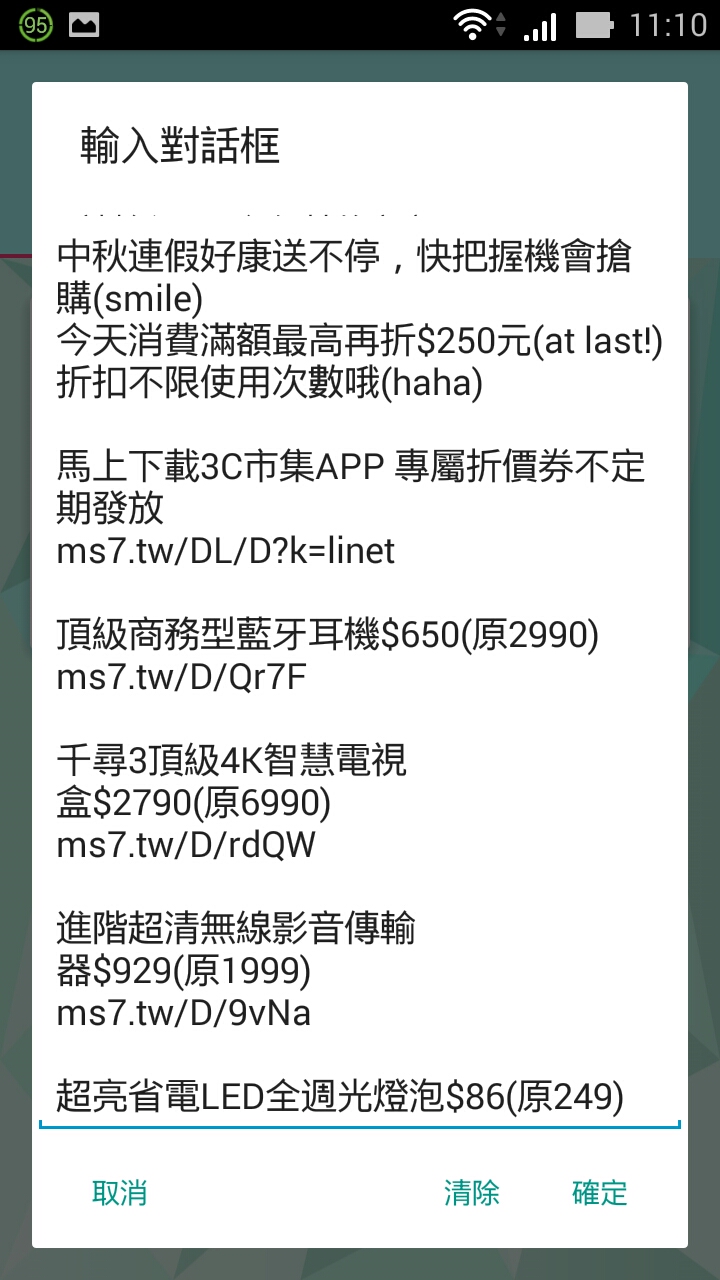 95
11:10
輸入對話框
中秋連假好康送不停，快把握機會搶
購(smile)
今天消費滿額最高再折$250元(at last!)
折扣不限使用次數哦(haha)
馬上下載3C市集APP 專屬折價券不定
期發放
ms7.tw/DL/D?k=linet
頂級商務型藍牙耳機$650(原2990)
ms7.tw/D/Qr7F
千尋3頂級4K智慧電視
盒$2790(原6990)
ms7.tw/D/rdQW
進階超清無線影音傳輸
器$929(原1999)
ms7.tw/D/9vNa
超亮省電LED全週光燈泡$86(原249)
取消
清除
確定